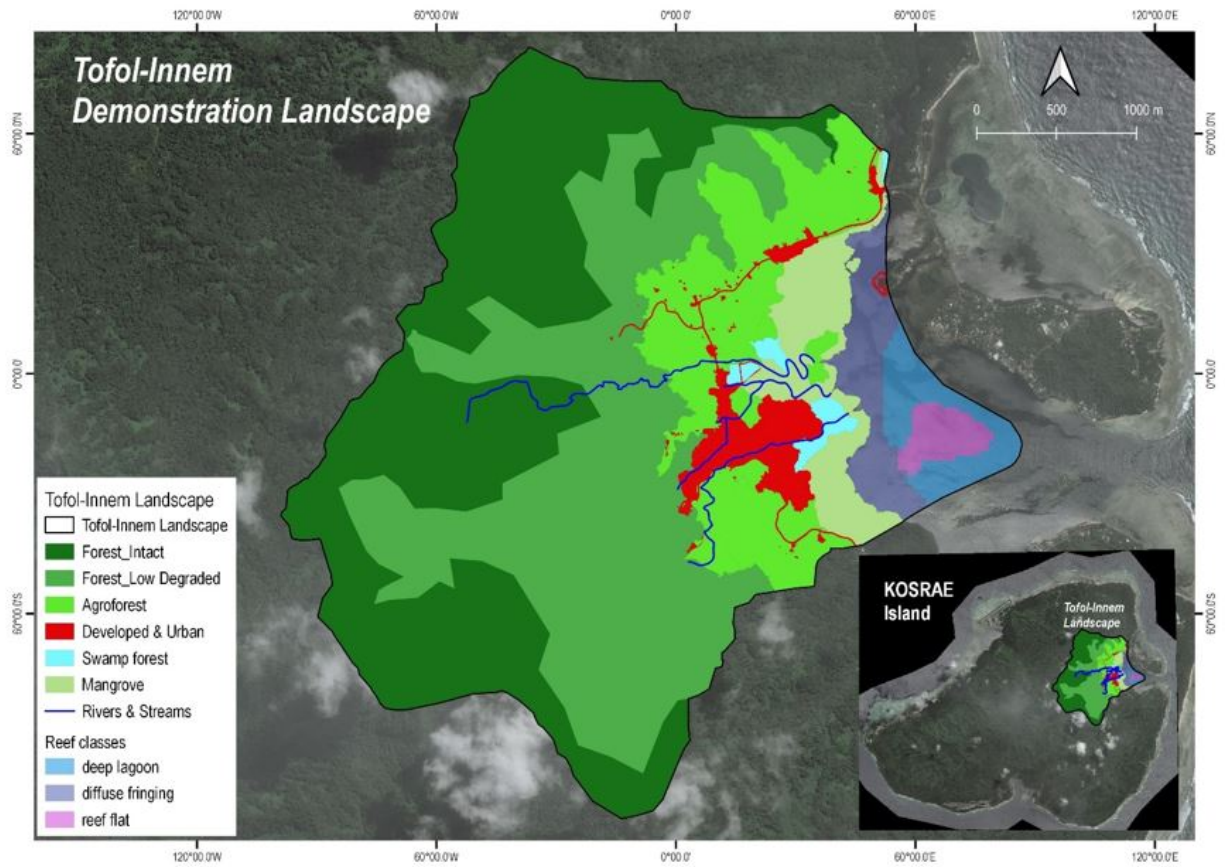 120°00.0'W 60°00.0'W 0°00.0' 60°00.0'E 120°00.0'E
Tofol-Innem
Demonstration Landscape
0 500 1000 m
60°00.0'N 60°00.0'N
0°00.0' 0°00.0'
60°00.0'S 60°00.0'S
Tofol-Innem Landscape
Tofol-Innem Landscape
Forest_Intact
Forest_Low Degraded
Agroforest
Developed & Urban
Swamp forest
Mangrove
Rivers & Streams
Reef classes
deep lagoon
diffuse fringing
reef flat
KOSRAE
Island
Tofol-Innem
Landscape
120°00.0'W 60°00.0'W 0°00.0' 60°00.0'E 120°00.0'E